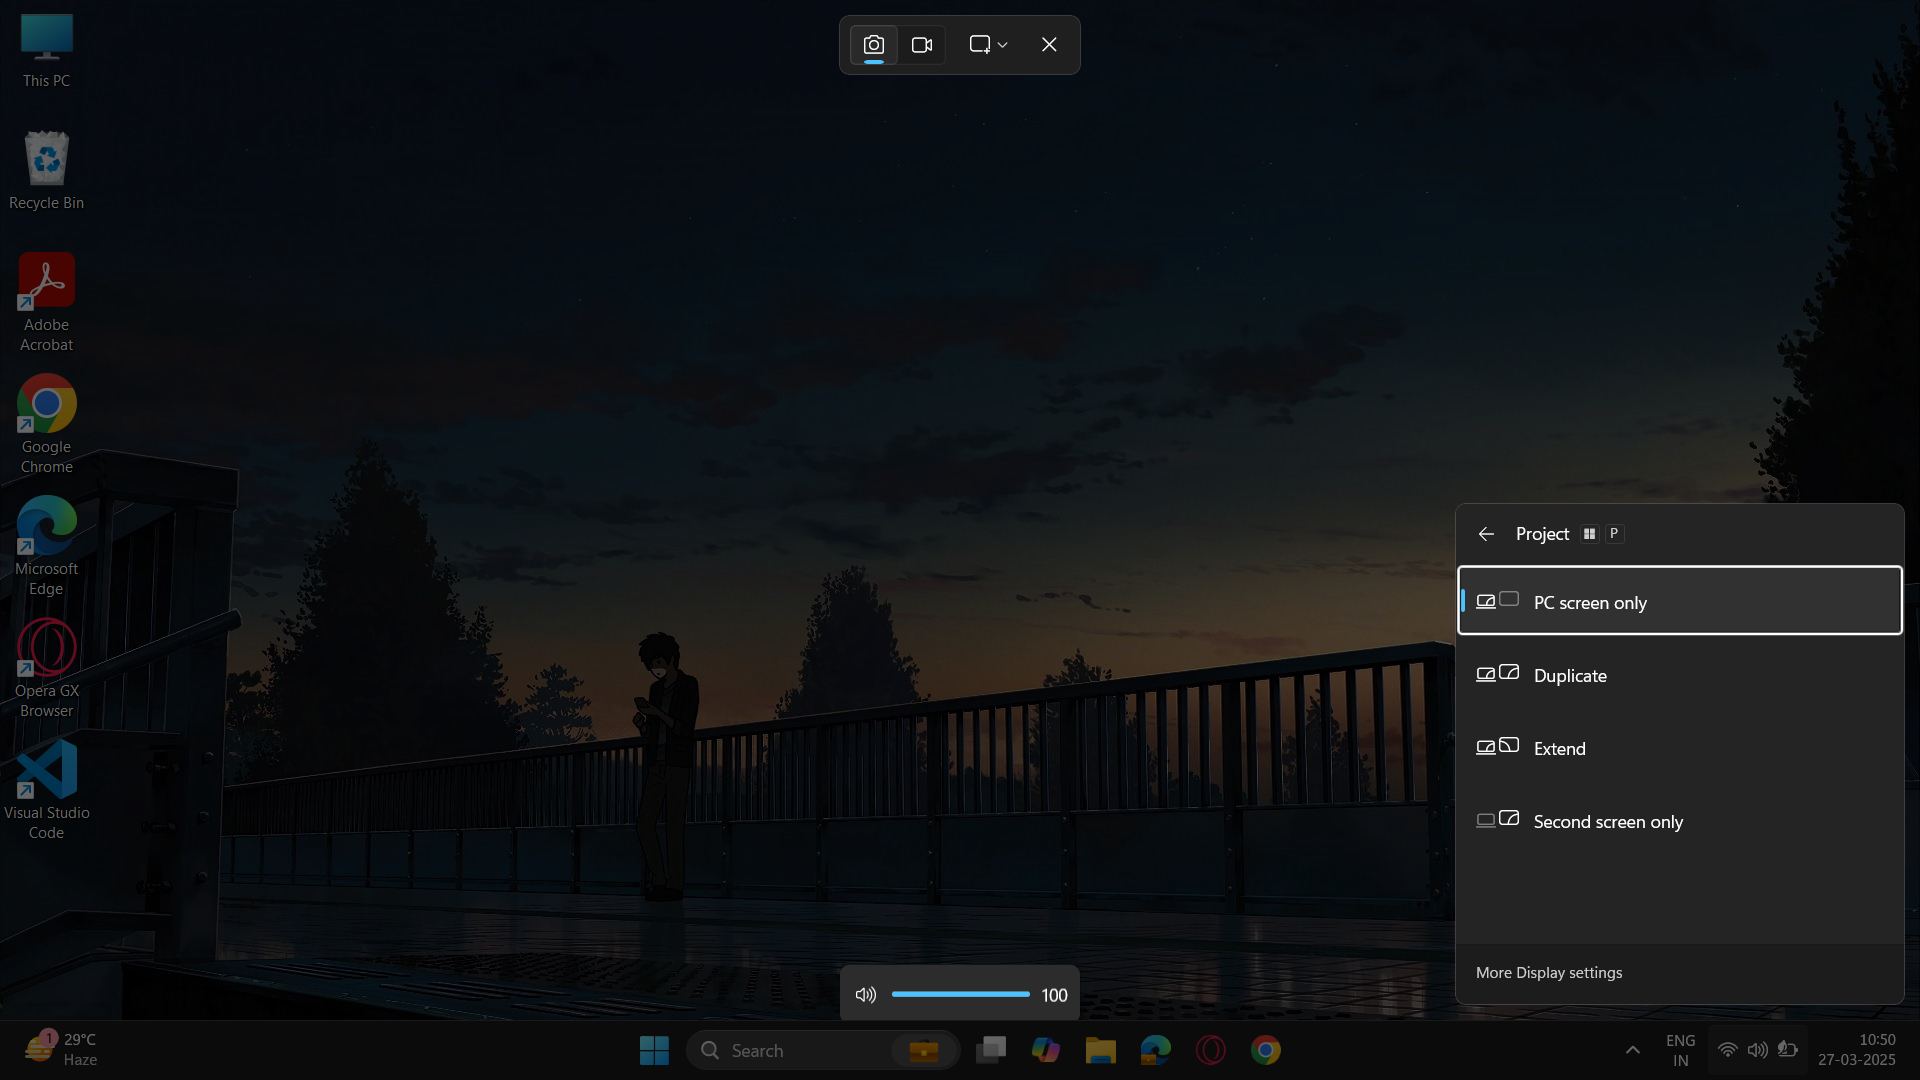 This PC
Recycle Bin
Adobe
Acrobat
Google
Chrome
Microsoft
Edge
Opera GX
Browser
Visual Studio
Code
Project P
PC screen only
Duplicate
Extend
Second screen only
More Display settings
100
1
29°C
Haze
Search
ENG
IN
10:50
27-03-2025